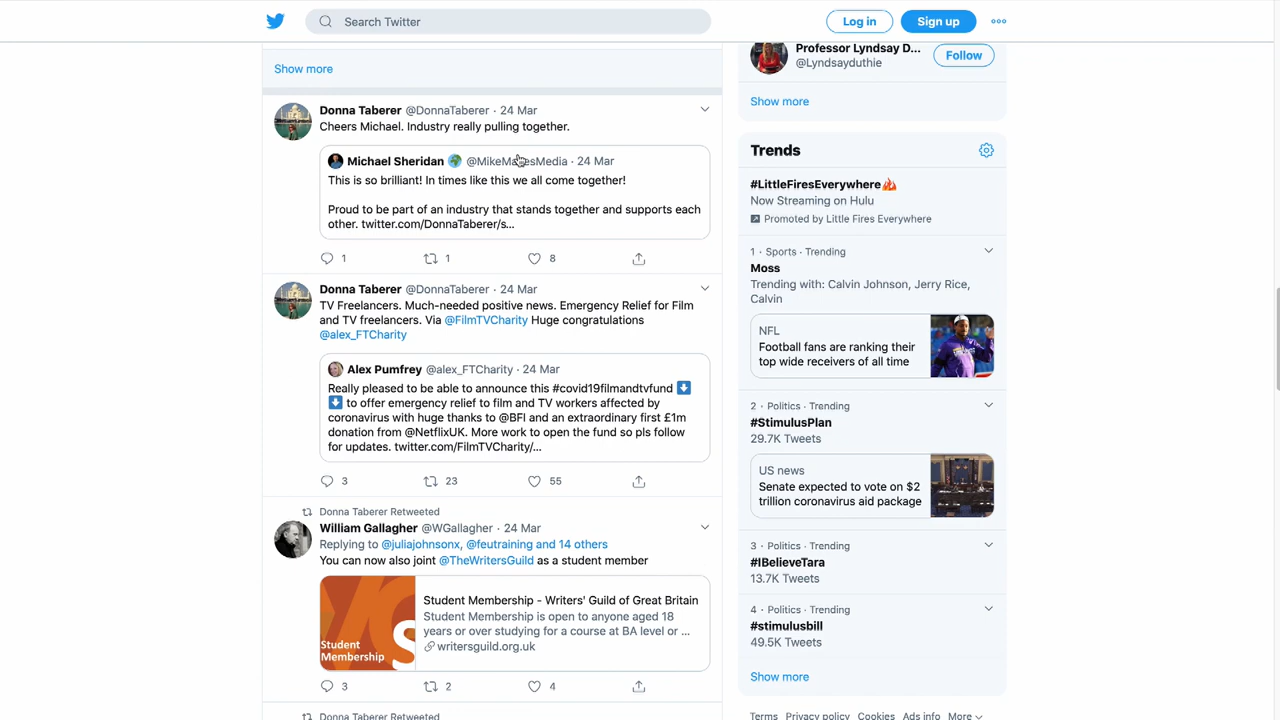 Search Twitter
Log in
Sign up
Show more
Donna Taberer @DonnaTaberer · 24 Mar
Cheers Michael. Industry really pulling together.
Michael Sheridan @MikeMa esMedia · 24 Mar
This is so brilliant! In times like this we all come together!
Proud to be part of an industry that stands together and supports each
other. twitter.com/DonnaTaberer/s...
1 1 8
Donna Taberer @DonnaTaberer · 24 Mar
TV Freelancers. Much-needed positive news. Emergency Relief for Film
and TV freelancers. Via @FilmTVCharity Huge congratulations
@alex_FTCharity
Alex Pumfrey @alex_FTCharity · 24 Mar
Really pleased to be able to announce this #covid19filmandtvfund
to offer emergency relief to film and TV workers affected by
coronavirus with huge thanks to @BFI and an extraordinary first £1m
donation from @NetflixUK. More work to open the fund so pls follow
for updates. twitter.com/FilmTVCharity/...
3 23 55
Donna Taberer Retweeted
William Gallagher @WGallagher · 24 Mar
Replying to @juliajohnsonx, @feutraining and 14 others
You can now also joint @TheWritersGuild as a student member
Student
Membership
Student Membership - Writers' Guild of Great Britain
Student Membership is open to anyone aged 18
years or over studying for a course at BA level or ...
writersguild.org.uk
3 2 4
Donna Taberer Retweeted
Professor Lyndsay D...
@Lyndsayduthie
Follow
Show more
Trends
#LittleFiresEverywhere
Now Streaming on Hulu
Promoted by Little Fires Everywhere
1 · Sports · Trending
Moss
Trending with: Calvin Johnson, Jerry Rice,
Calvin
NFL
Football fans are ranking their
top wide receivers of all time
2 · Politics · Trending
#StimulusPlan
29.7K Tweets
US news
Senate expected to vote on $2
trillion coronavirus aid package
3 · Politics · Trending
#IBelieveTara
13.7K Tweets
4 · Politics · Trending
#stimulusbill
49.5K Tweets
Show more
Terms Privacy policy Cookies Ads info More